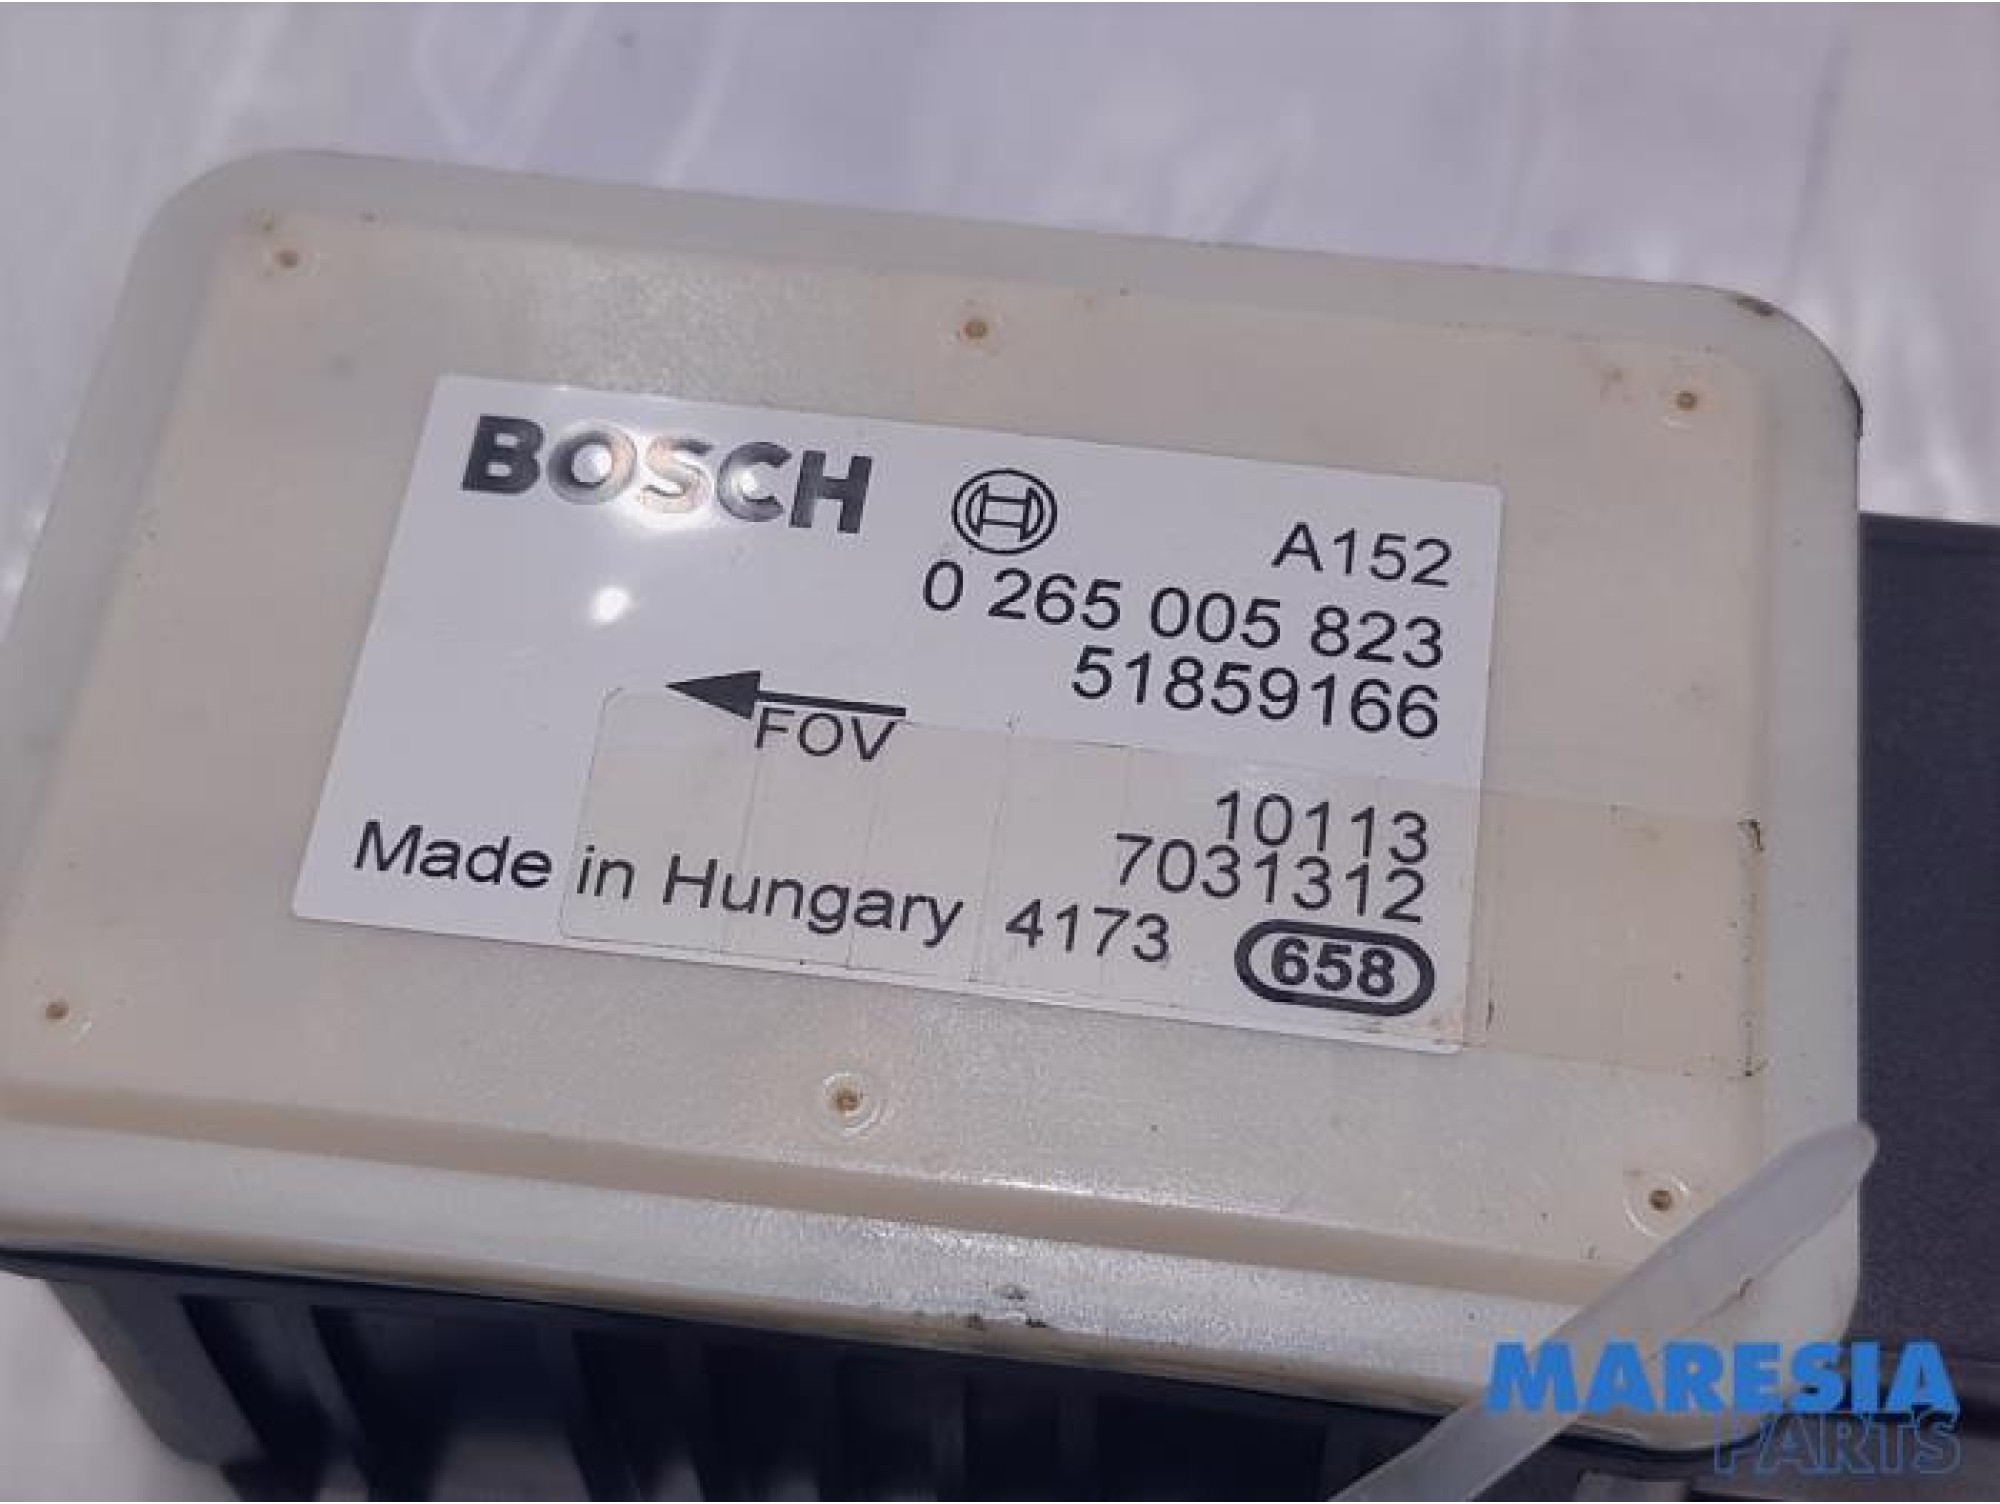 BOSCH
A152
0 265 005 823
51859166
FOV
10113
7031312
Made in Hungary 4173 658
MARESIA
PARTS